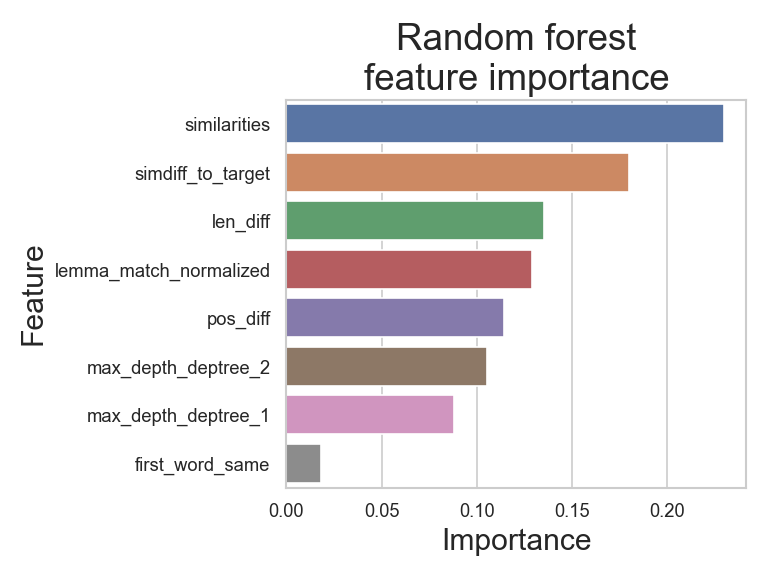 Random forest
feature importance
Feature
similarities
simdiff_to_target
len_diff
lemma_match_normalized
pos_diff
max_depth_deptree_2
max_depth_deptree_1
first_word_same
0.00 0.05 0.10 0.15 0.20
Importance